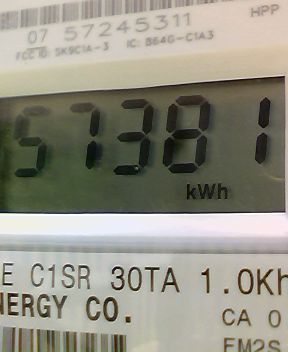 07 57245311
HPP
FCC ID: SK9C1A-3 IC: 864G-C1A3
57381
kWh
E C1SR 30TA 1.0Kh
NERGY CO.
CA 0
FM2S